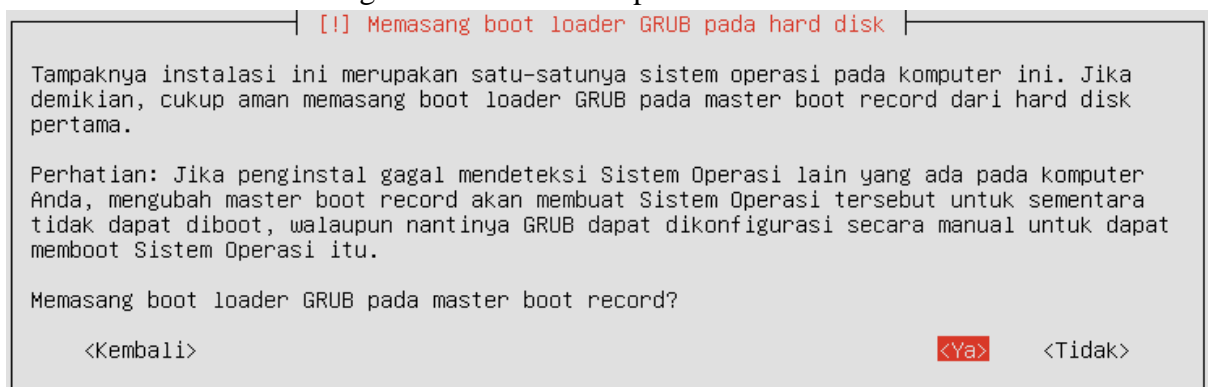 [!] Memasang boot loader GRUB pada hard disk
Tampaknya instalasi ini merupakan satu-satunya sistem operasi pada komputer ini. Jika
demikian, cukup aman memasang boot loader GRUB pada master boot record dari hard disk
pertama.
Perhatian: Jika penginstal gagal mendeteksi Sistem Operasi lain yang ada pada komputer
Anda, mengubah master boot record akan membuat Sistem Operasi tersebut untuk sementara
tidak dapat diboot, walaupun nantinya GRUB dapat dikonfigurasi secara manual untuk dapat
memboot Sistem Operasi itu.
Memasang boot loader GRUB pada master boot record?
<Kembali> <Ya> <Tidak>